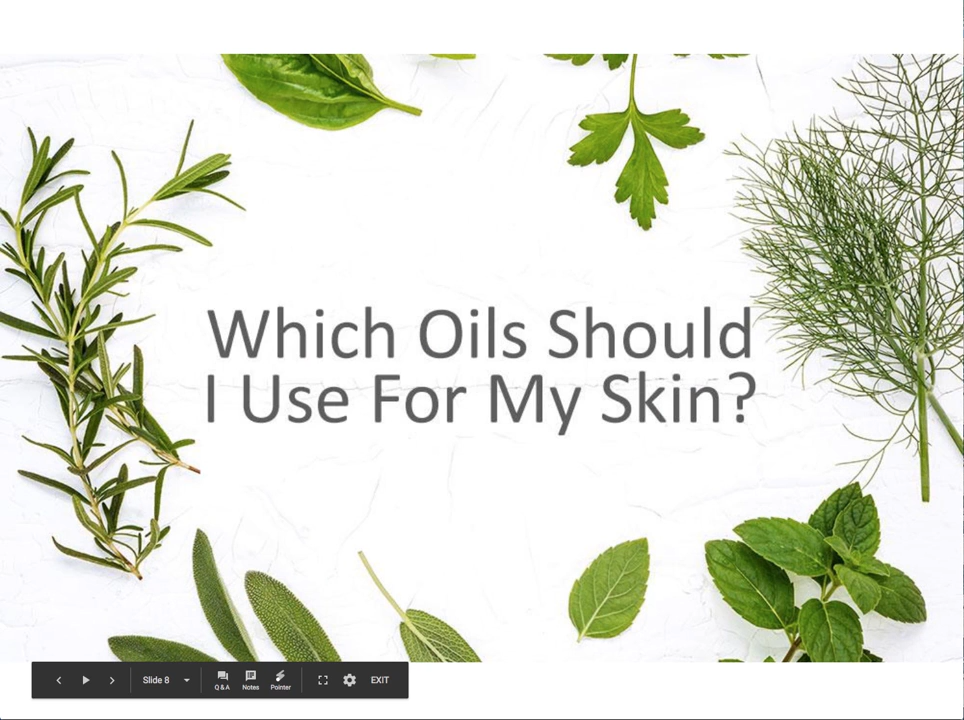 Which Oils Should
I Use For My Skin?
Slide 8
Q & A
Notes
Pointer
EXIT